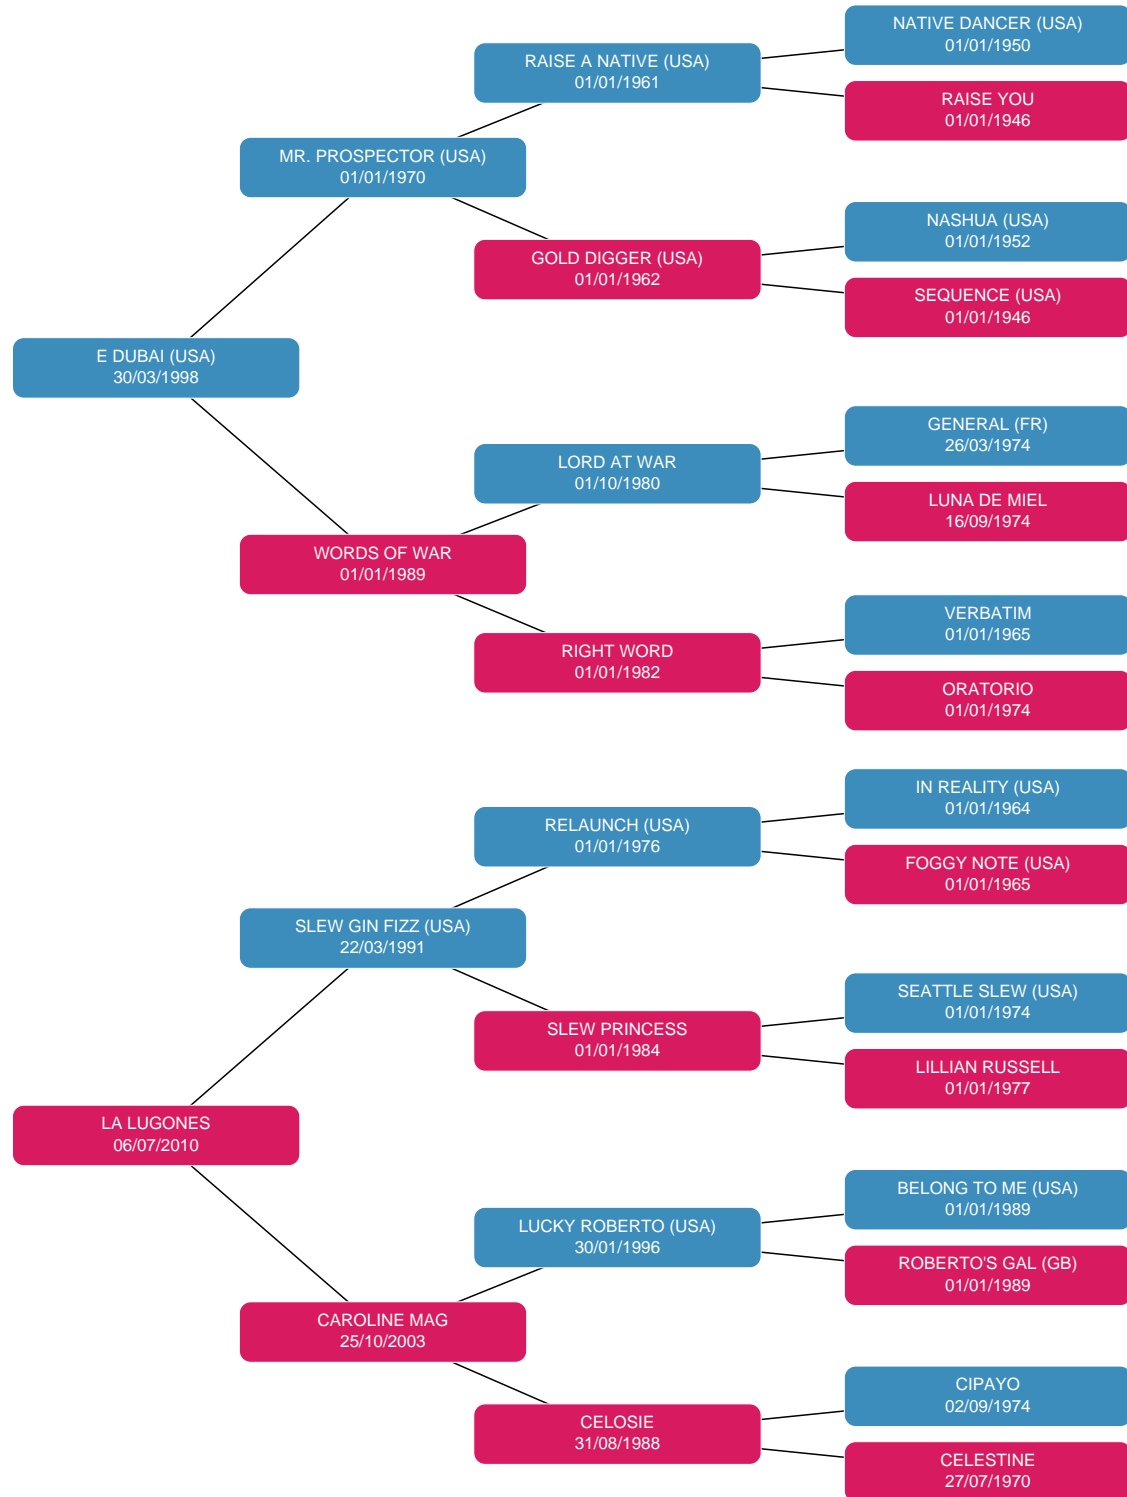 NATIVE DANCER (USA)
01/01/1950
RAISE A NATIVE (USA)
01/01/1961
RAISE YOU
01/01/1946
MR. PROSPECTOR (USA)
01/01/1970
NASHUA (USA)
01/01/1952
GOLD DIGGER (USA)
01/01/1962
SEQUENCE (USA)
01/01/1946
E DUBAI (USA)
30/03/1998
GENERAL (FR)
26/03/1974
LORD AT WAR
01/10/1980
LUNA DE MIEL
16/09/1974
WORDS OF WAR
01/01/1989
VERBATIM
01/01/1965
RIGHT WORD
01/01/1982
ORATORIO
01/01/1974
IN REALITY (USA)
01/01/1964
RELAUNCH (USA)
01/01/1976
FOGGY NOTE (USA)
01/01/1965
SLEW GIN FIZZ (USA)
22/03/1991
SEATTLE SLEW (USA)
01/01/1974
SLEW PRINCESS
01/01/1984
LILLIAN RUSSELL
01/01/1977
LA LUGONES
06/07/2010
BELONG TO ME (USA)
01/01/1989
LUCKY ROBERTO (USA)
30/01/1996
ROBERTO'S GAL (GB)
01/01/1989
CAROLINE MAG
25/10/2003
CIPAYO
02/09/1974
CELOSIE
31/08/1988
CELESTINE
27/07/1970